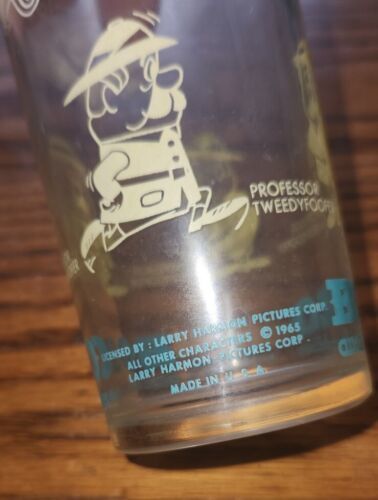 PROFESSOR
TWEEDYFOOFER
LICENSED BY : LARRY HARMON PICTURES CORP.
ALL OTHER CHARACTERS © 1965
LARRY HARMON PICTURES CORP.
MADE IN U.S.A.